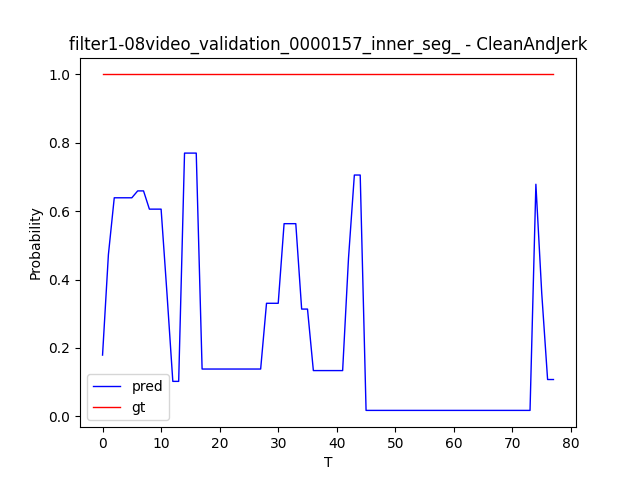 filter1-08video_validation_0000157_inner_seg_ - CleanAndJerk
1.0
0.8
0.6
0.4
0.2
0.0
Probability
pred
gt
0 10 20 30 40 50 60 70 80
T